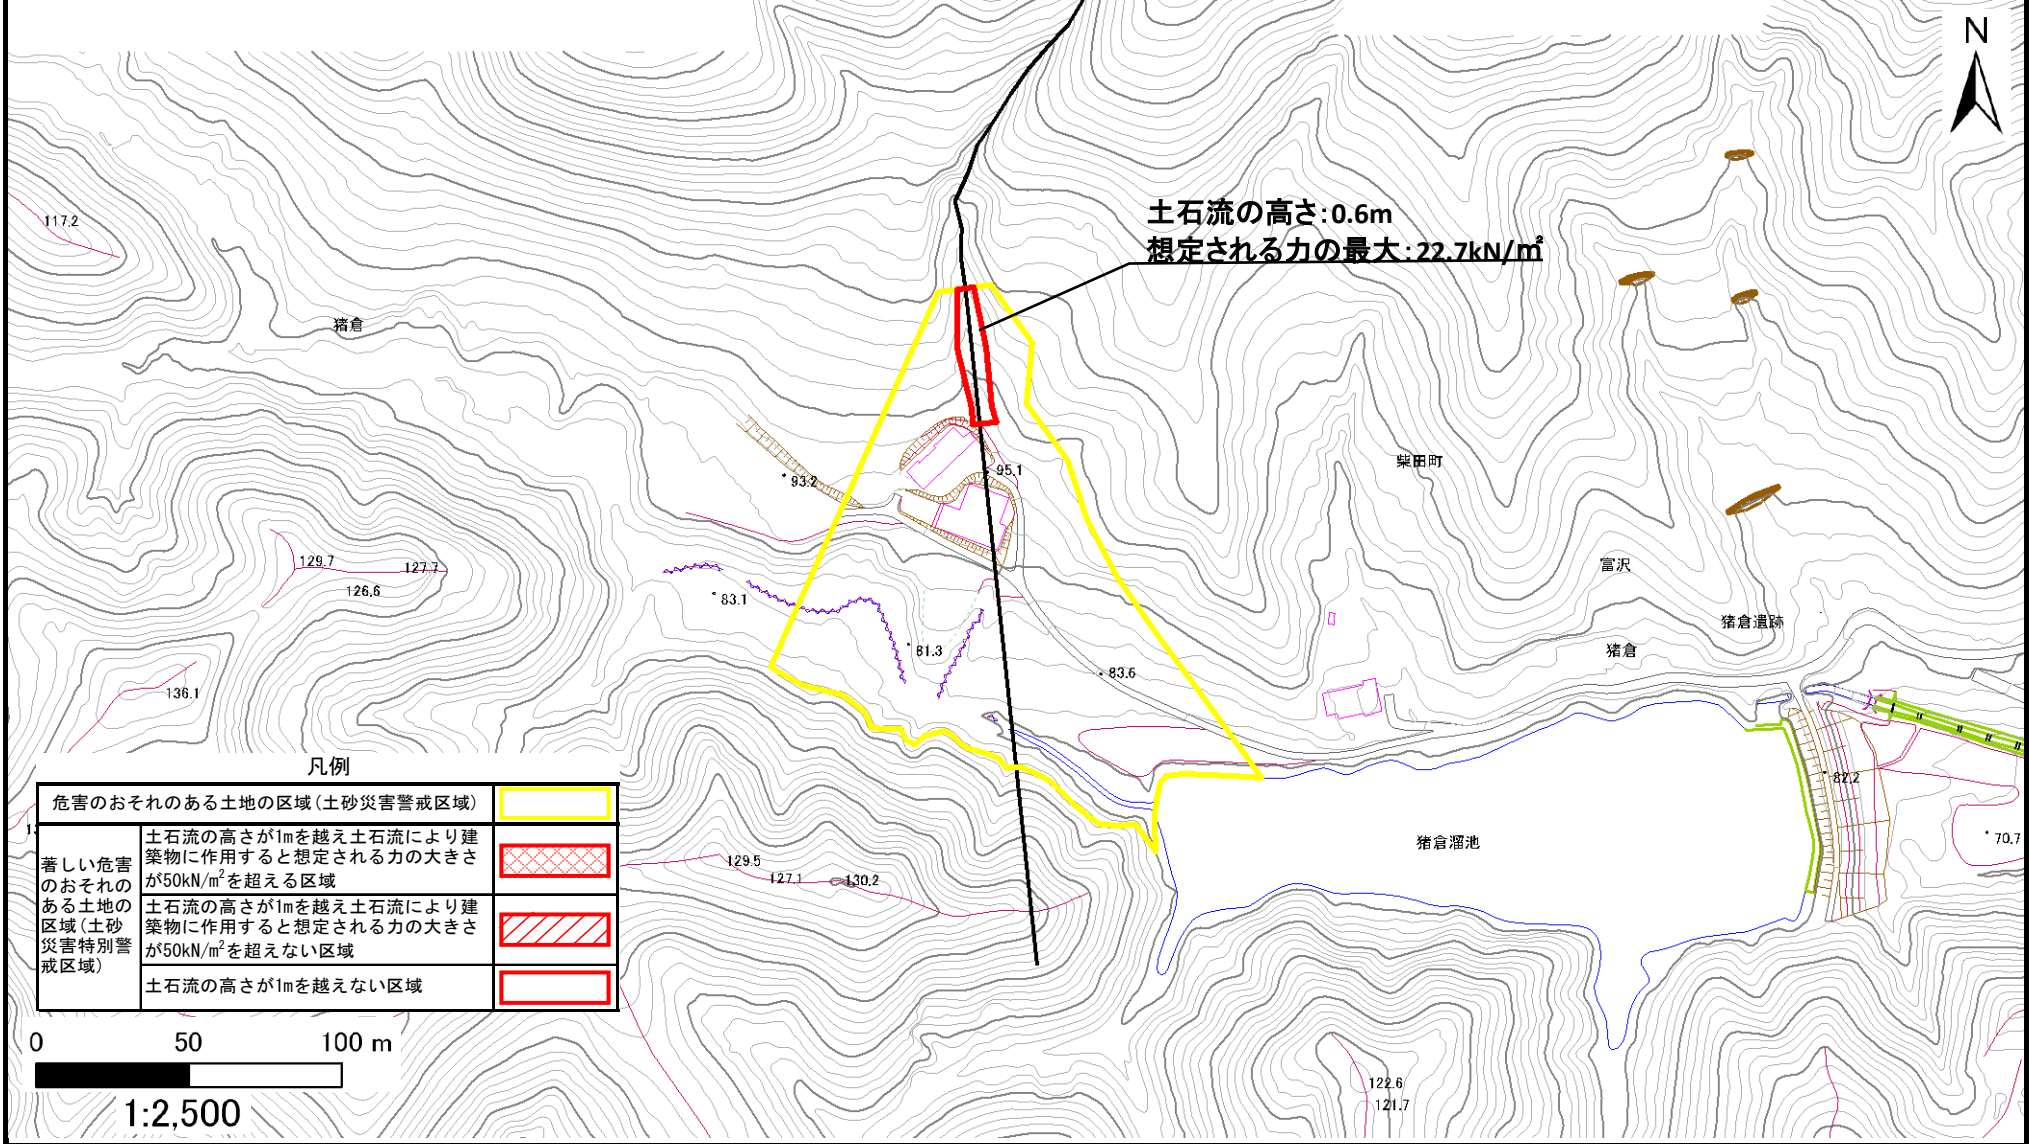 N
117.2
土石流の高さ:0.6m
想定される力の最大:22.7kN/㎡
猪倉
柴田町
95.1
93.2
129.7
127.7
126.6
富沢
83.1
猪倉遺跡
81.3
猪倉
83.6
136.1
82.2
70.7
猪倉溜池
129.5
127.1
130.2
凡例
危害のおそれのある土地の区域(土砂災害警戒区域)
著しい危害
のおそれの
ある土地の
区域(土砂
災害特別警
戒区域)
土石流の高さが1mを越え土石流により建
築物に作用すると想定される力の大きさ
が50kN/m²を超える区域
土石流の高さが1mを越え土石流により建
築物に作用すると想定される力の大きさ
が50kN/m²を超えない区域
土石流の高さが1mを越えない区域
0 50 100 m
1:2,500
122.6
121.7